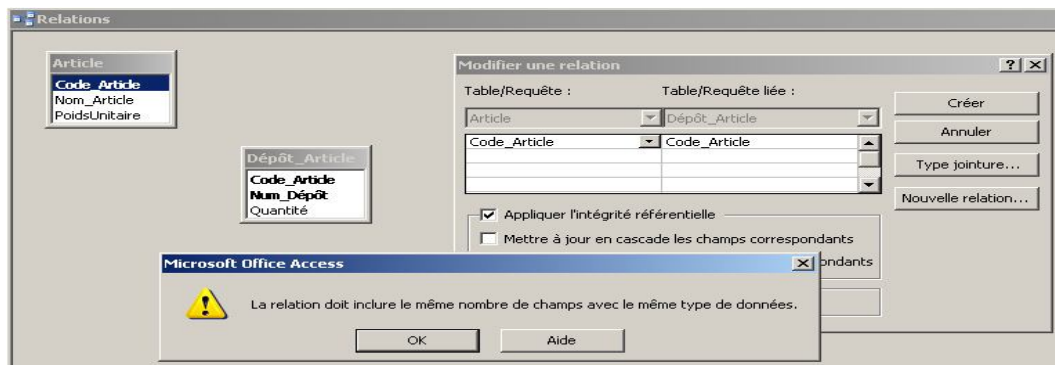 Relations
Article
Code_Article
Nom_Article
PoidsUnitaire
Dépôt_Article
Code_Article
Num_Dépôt
Quantité
Modifier une relation
Table/Requête : Table/Requête liée :
Article Dépôt_Article
Code_Article Code_Article
Créer
Annuler
Type jointure...
Nouvelle relation...
Appliquer l'intégrité référentielle
Mettre à jour en cascade les champs correspondants
pondants
Microsoft Office Access
La relation doit inclure le même nombre de champs avec le même type de données.
OK Aide